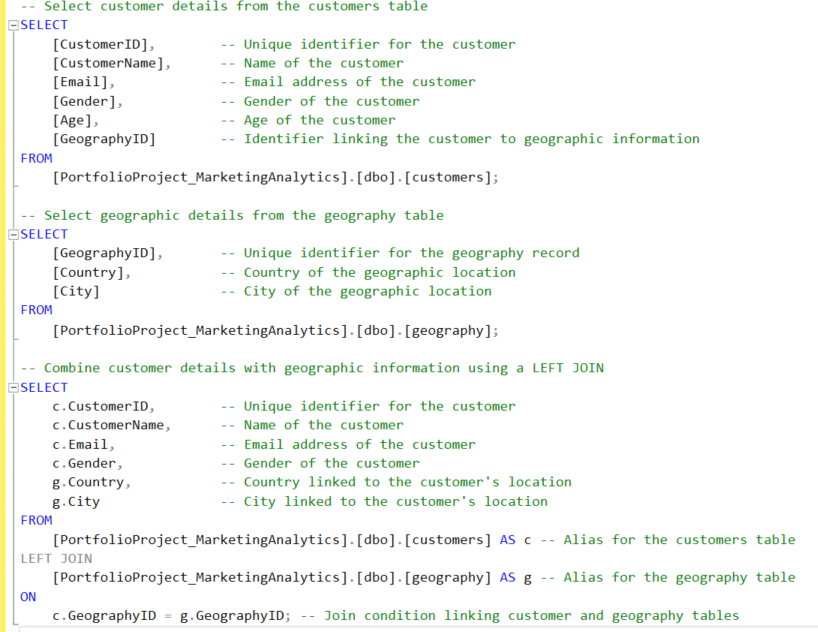 -- Select customer details from the customers table
SELECT
    [CustomerID],        -- Unique identifier for the customer
    [CustomerName],      -- Name of the customer
    [Email],             -- Email address of the customer
    [Gender],            -- Gender of the customer
    [Age],               -- Age of the customer
    [GeographyID]        -- Identifier linking the customer to geographic information
FROM
    [PortfolioProject_MarketingAnalytics].[dbo].[customers];
-- Select geographic details from the geography table
SELECT
    [GeographyID],       -- Unique identifier for the geography record
    [Country],           -- Country of the geographic location
    [City]               -- City of the geographic location
FROM
    [PortfolioProject_MarketingAnalytics].[dbo].[geography];
-- Combine customer details with geographic information using a LEFT JOIN
SELECT
    c.CustomerID,        -- Unique identifier for the customer
    c.CustomerName,      -- Name of the customer
    c.Email,             -- Email address of the customer
    c.Gender,            -- Gender of the customer
    g.Country,           -- Country linked to the customer's location
    g.City               -- City linked to the customer's location
FROM
    [PortfolioProject_MarketingAnalytics].[dbo].[customers] AS c -- Alias for the customers table
LEFT JOIN
    [PortfolioProject_MarketingAnalytics].[dbo].[geography] AS g -- Alias for the geography table
ON
    c.GeographyID = g.GeographyID; -- Join condition linking customer and geography tables